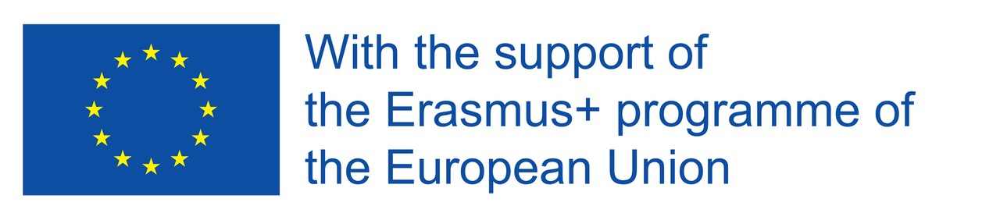 With the support of
the Erasmus+ programme of
the European Union